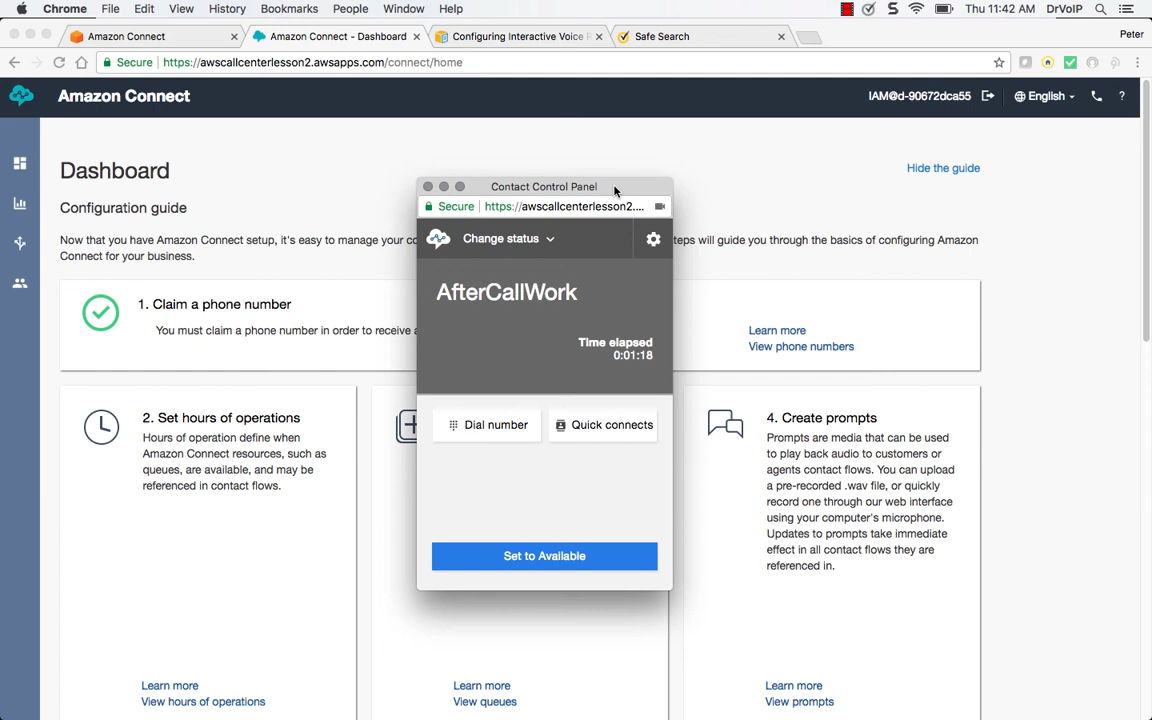 Chrome File Edit View History Bookmarks People Window Help Thu 11:42 AM DrVoIP
Amazon Connect Amazon Connect - Dashboard Configuring Interactive Voice R Safe Search Peter
Secure https://awscallcenterlesson2.awsapps.com/connect/home
Amazon Connect IAM@d-90672dca55 English ?
Dashboard Hide the guide
Configuration guide
Now that you have Amazon Connect setup, it's easy to manage your co teps will guide you through the basics of configuring Amazon
Connect for your business.
1. Claim a phone number
You must claim a phone number in order to receive a
Learn more
View phone numbers
Contact Control Panel
Secure https://awscallcenterlesson2....
Change status
AfterCallWork
Time elapsed
0:01:18
Dial number Quick connects
Set to Available
2. Set hours of operations
Hours of operation define when
Amazon Connect resources, such as
queues, are available, and may be
referenced in contact flows.
Learn more
View hours of operations
Learn more
View queues
4. Create prompts
Prompts are media that can be used
to play back audio to customers or
agents contact flows. You can upload
a pre-recorded .wav file, or quickly
record one through our web interface
using your computer's microphone.
Updates to prompts take immediate
effect in all contact flows they are
referenced in.
Learn more
View prompts